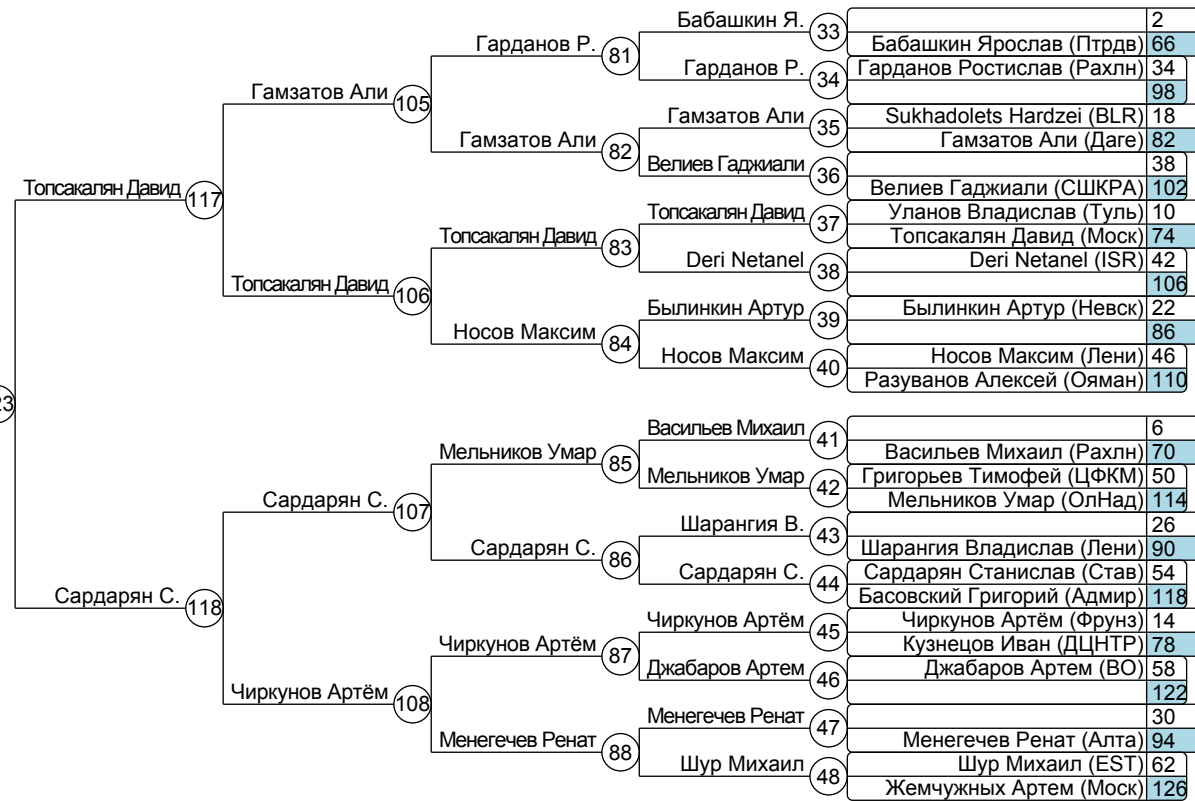 Бабашкин Я. 33 2
Гарданов Р. 81 Бабашкин Ярослав (Птрдв) 66
Гарданов Р. 34 Гарданов Ростислав (Рахлн) 34
Гамзатов Али 105 98
Гамзатов Али 35 Sukhadolets Hardzei (BLR) 18
Гамзатов Али 82 Гамзатов Али (Даге) 82
Велиев Гаджиали 36 38
Топсакалян Давид 117 Велиев Гаджиали (СШКРА) 102
Топсакалян Давид 37 Уланов Владислав (Туль) 10
Топсакалян Давид 83 Топсакалян Давид (Моск) 74
Deri Netanel 38 Deri Netanel (ISR) 42
Топсакалян Давид 106 106
Былинкин Артур 39 Былинкин Артур (Невск) 22
Носов Максим 84 86
Носов Максим 40 Носов Максим (Лени) 46
Разуванов Алексей (Ояман) 110
23
Васильев Михаил 41 6
Мельников Умар 85 Васильев Михаил (Рахлн) 70
Мельников Умар 42 Григорьев Тимофей (ЦФКМ) 50
Сардарян С. 107 Мельников Умар (ОлНад) 114
Шарангия В. 43 26
Сардарян С. 86 Шарангия Владислав (Лени) 90
Сардарян С. 44 Сардарян Станислав (Став) 54
Сардарян С. 118 Басовский Григорий (Адмир) 118
Чиркунов Артём 45 Чиркунов Артём (Фрунз) 14
Чиркунов Артём 87 Кузнецов Иван (ДЦНТР) 78
Джабаров Артем 46 Джабаров Артем (ВО) 58
Чиркунов Артём 108 122
Менегечев Ренат 47 30
Менегечев Ренат 88 Менегечев Ренат (Алта) 94
Шур Михаил 48 Шур Михаил (EST) 62
Жемчужных Артем (Моск) 126